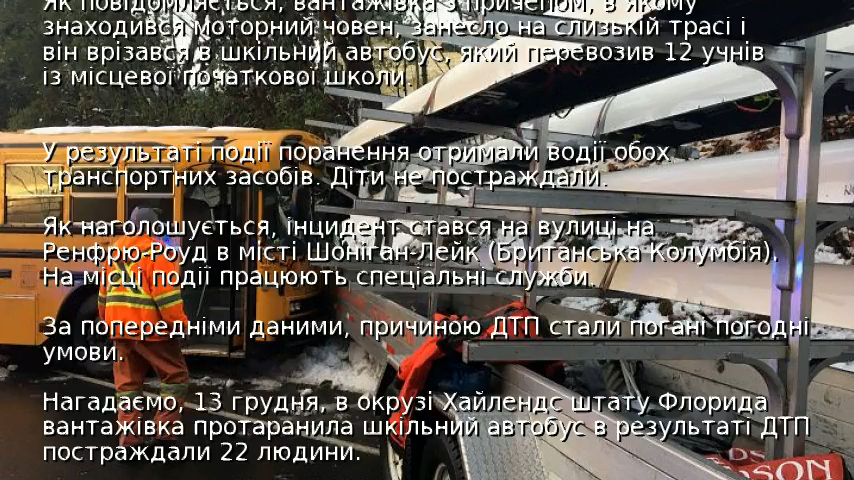 Як повідомляється, вантажівка з причепом, в якому
знаходився моторний човен, занесло на слизькій трасі і
він врізався в шкільний автобус, який перевозив 12 учнів
із місцевої початкової школи.
У результаті події поранення отримали водії обох
транспортних засобів. Діти не постраждали.
Як наголошується, інцидент стався на вулиці на
Ренфрю-Роуд в місті Шоніган-Лейк (Британська Колумбія).
На місці події працюють спеціальні служби.
За попередніми даними, причиною ДТП стали погані погодні
умови.
Нагадаємо, 13 грудня, в окрузі Хайлендс штату Флорида
вантажівка протаранила шкільний автобус в результаті ДТП
постраждали 22 людини.